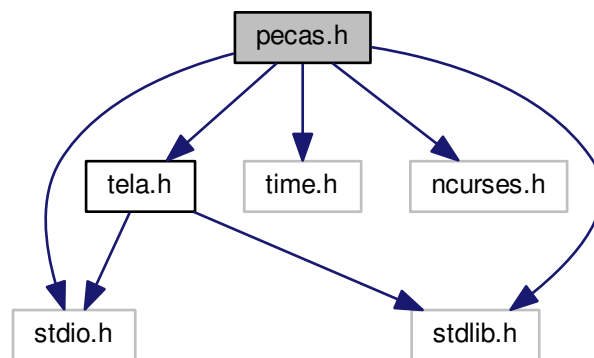 pecas.h
tela.h
time.h
ncurses.h
stdio.h
stdlib.h